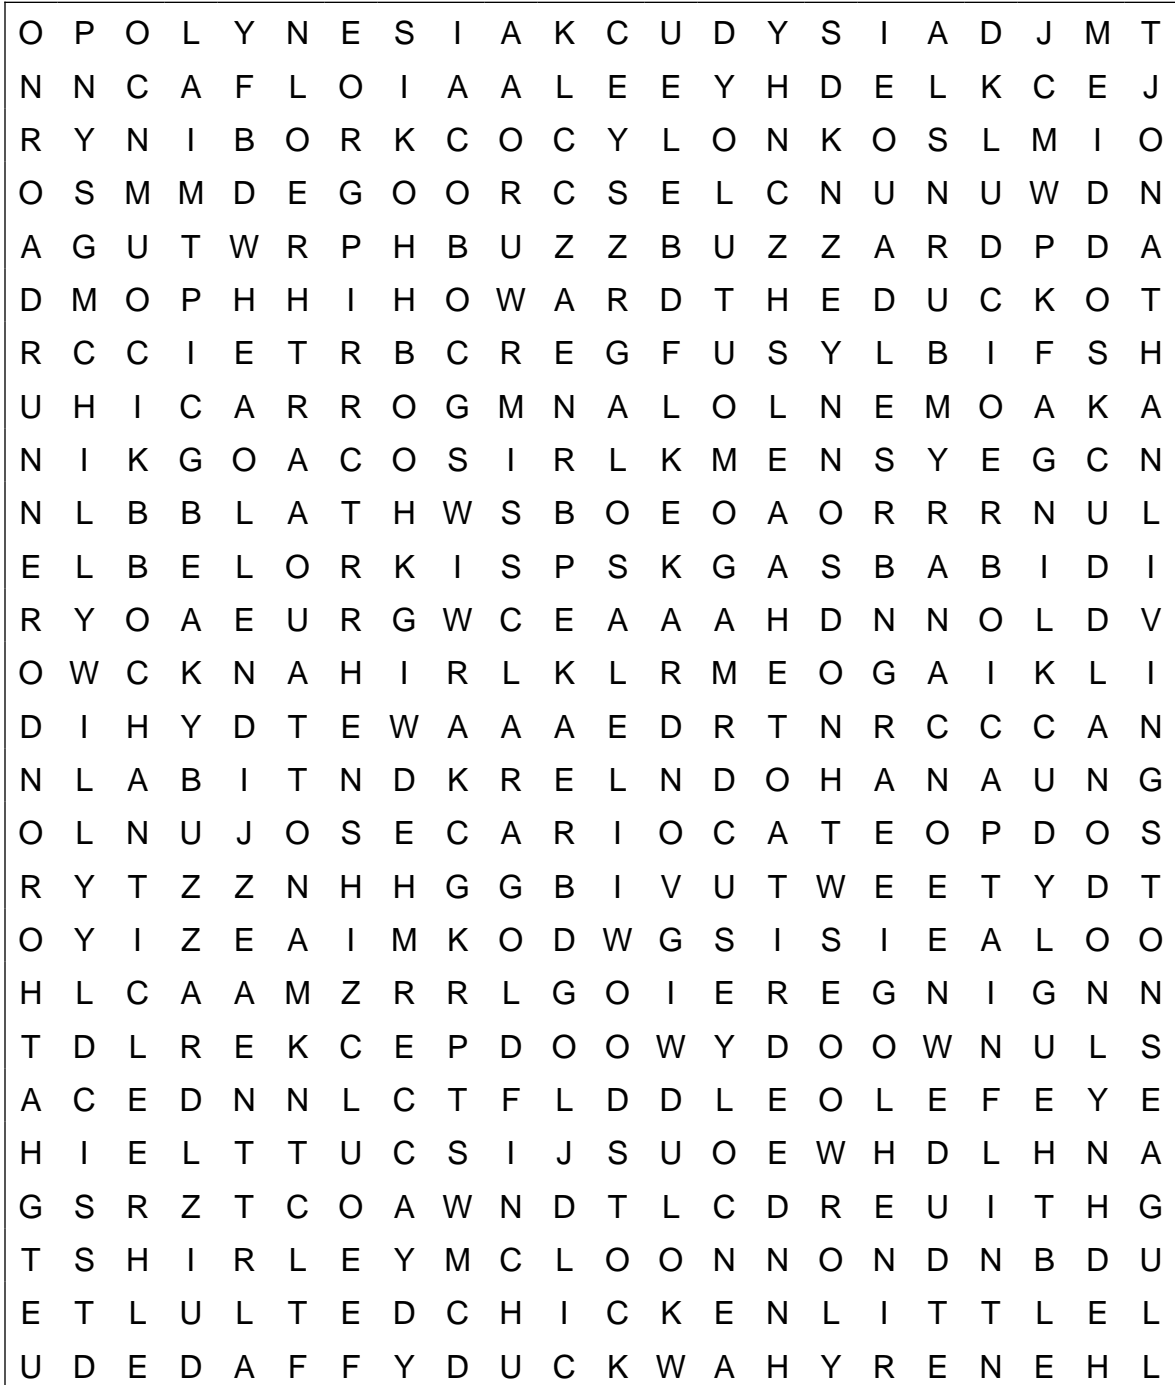 O P O L Y N E S I A K C U D Y S I A D J M T
N N C A F L O I A A L E E Y H D E L K C E J
R Y N I B O R K C O C Y L O N K O S L M I O
O S M M D E G O O R C S E L C N U N U W D N
A G U T W R P H B U Z Z B U Z Z A R D P D A
D M O P H H I H O W A R D T H E D U C K O T
R C C I E T R B C R E G F U S Y L B I F S H
U H I C A R R O G M N A L O L N E M O A K A
N I K G O A C O S I R L K M E N S Y E G C N
N L B B L A T H W S B O E O A O R R R N U L
E L B E L O R K I S P S K G A S B A B I D I
R Y O A E U R G W C E A A A H D N N O L D V
O W C K N A H I R L K L R M E O G A I K L I
D I H Y D T E W A A A E D R T N R C C C A N
N L A B I T N D K R E L N D O H A N A U N G
O L N U J O S E C A R I O C A T E O P D O S
R Y T Z Z N H H G G B I V U T W E E T Y D T
O Y I Z E A I M K O D W G S I S I E A L O O
H L C A A M Z R R L G O I E R E G N I G N N
T D L R E K C E P D O O W Y D O O W N U L S
A C E D N N L C T F L D D L E O L E F E Y E
H I E L T T U C S I J S U O E W H D L H N A
G S R Z T C O A W N D T L C D R E U I T H G
T S H I R L E Y M C L O O N N O N D N B D U
E T L U L T E D C H I C K E N L I T T L E L
U D E D A F F Y D U C K W A H Y R E N E H L